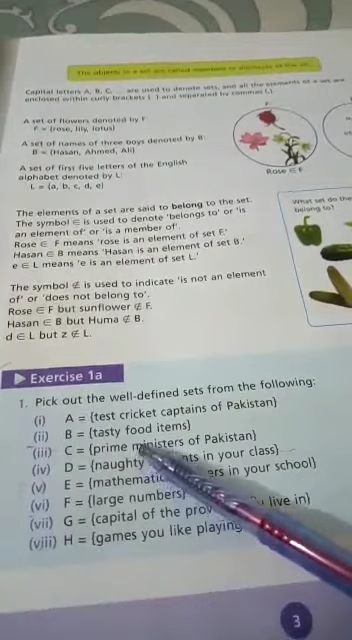 The objects in a set are called members or elements of the set.
Capital letters A, B, C, ... are used to denote sets, and all the elements of a set are
enclosed within curly brackets { } and separated by commas (,).
A set of flowers denoted by F:
F = {rose, lily, lotus}
A set of names of three boys denoted by B:
B = {Hasan, Ahmed, Ali}
A set of first five letters of the English
alphabet denoted by L:
L = {a, b, c, d, e}
F
Rose ∈ F
The elements of a set are said to belong to the set.
The symbol ∈ is used to denote 'belongs to' or 'is
an element of' or 'is a member of'.
Rose ∈ F means 'rose is an element of set F.'
Hasan ∈ B means 'Hasan is an element of set B.'
e ∈ L means 'e is an element of set L.'
What set do the
belong to?
The symbol ∉ is used to indicate 'is not an element
of' or 'does not belong to'.
Rose ∈ F but sunflower ∉ F.
Hasan ∈ B but Huma ∉ B.
d ∈ L but z ∉ L.
Exercise 1a
1. Pick out the well-defined sets from the following:
(i) A = {test cricket captains of Pakistan}
(ii) B = {tasty food items}
(iii) C = {prime ministers of Pakistan}
(iv) D = {naughty nts in your class}
(v) E = {mathematic ers in your school}
(vi) F = {large numbers}
(vii) G = {capital of the prov live in}
(viii) H = {games you like playing
3